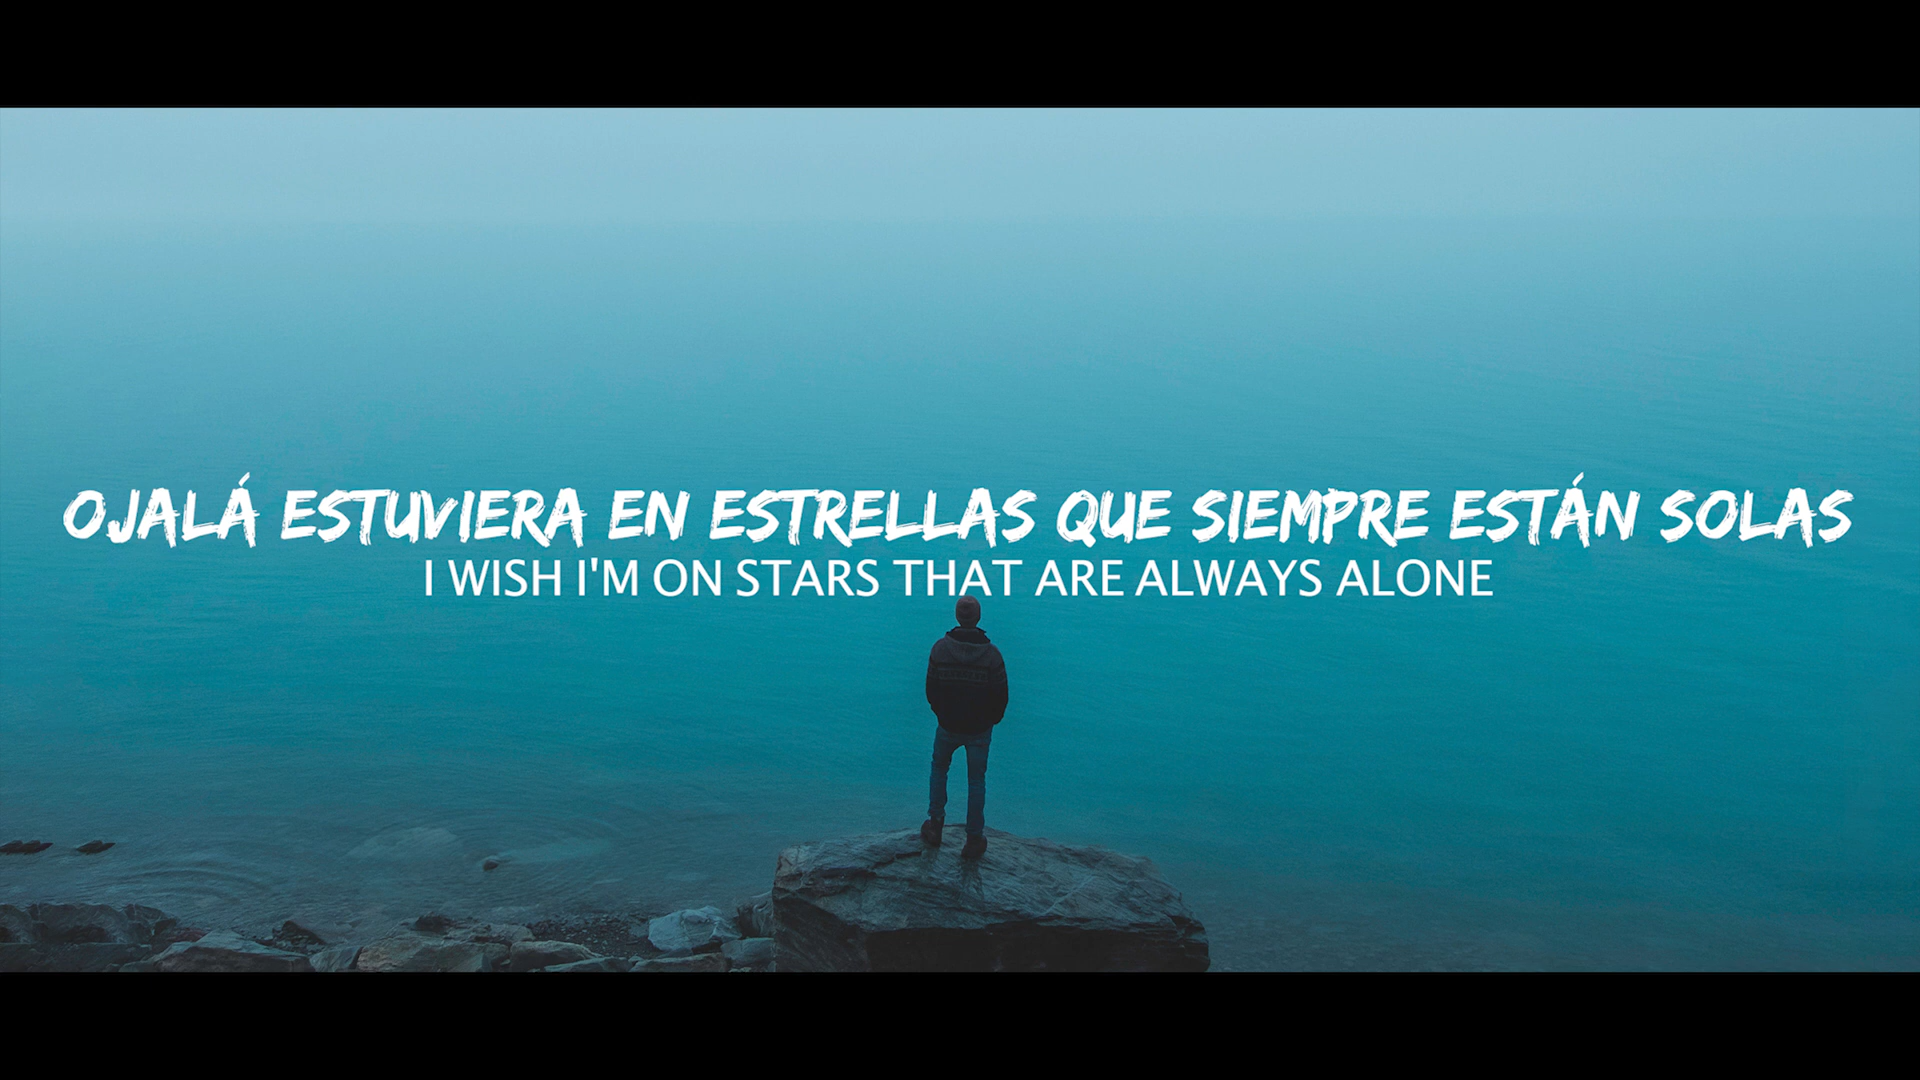 OJALÁ ESTUVIERA EN ESTRELLAS QUE SIEMPRE ESTÁN SOLAS
I WISH I'M ON STARS THAT ARE ALWAYS ALONE